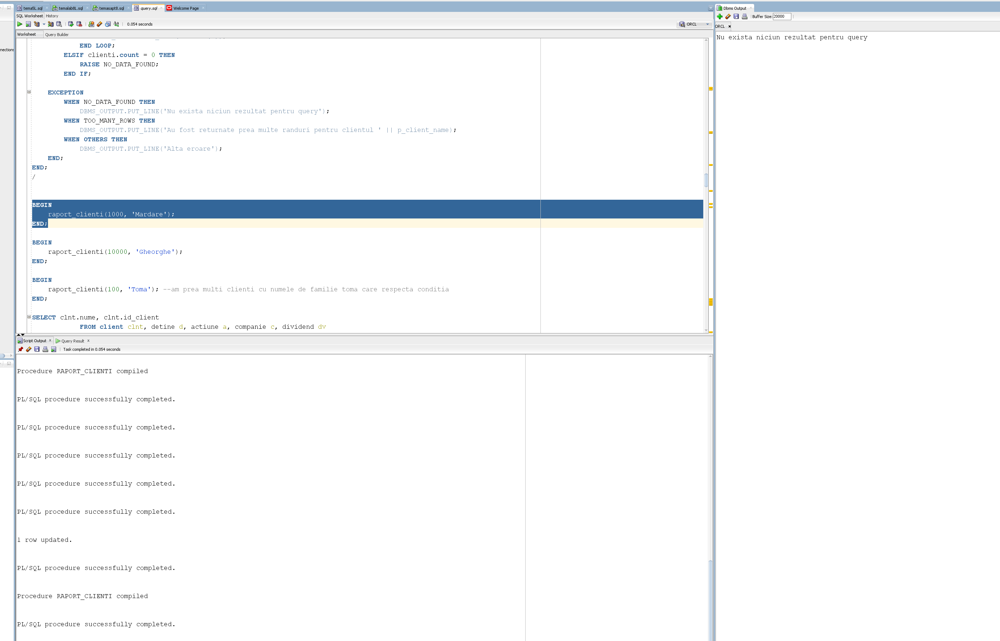 tema5L.sql
temalab8L.sql
temasapt8.sql
query.sql
Welcome Page
SQL Worksheet History
0.054 seconds
ORCL
Worksheet Query Builder
END LOOP;
ELSIF clienti.count = 0 THEN
RAISE NO_DATA_FOUND;
END IF;
EXCEPTION
WHEN NO_DATA_FOUND THEN
DBMS_OUTPUT.PUT_LINE('Nu exista niciun rezultat pentru query');
WHEN TOO_MANY_ROWS THEN
DBMS_OUTPUT.PUT_LINE('Au fost returnate prea multe randuri pentru clientul ' || p_client_name);
WHEN OTHERS THEN
DBMS_OUTPUT.PUT_LINE('Alta eroare');
END;
END;
/
BEGIN
raport_clienti(1000, 'Mardare');
END;
BEGIN
raport_clienti(10000, 'Gheorghe');
END;
BEGIN
raport_clienti(100, 'Toma'); --am prea multi clienti cu numele de familie toma care respecta conditia
END;
SELECT clnt.nume, clnt.id_client
FROM client clnt, detine d, actiune a, companie c, dividend dv
Script Output
Query Result
Task completed in 0.054 seconds
Procedure RAPORT_CLIENTI compiled
PL/SQL procedure successfully completed.
PL/SQL procedure successfully completed.
PL/SQL procedure successfully completed.
PL/SQL procedure successfully completed.
PL/SQL procedure successfully completed.
1 row updated.
PL/SQL procedure successfully completed.
Procedure RAPORT_CLIENTI compiled
PL/SQL procedure successfully completed.
Dbms Output
Buffer Size: 20000
ORCL
Nu exista niciun rezultat pentru query
nections